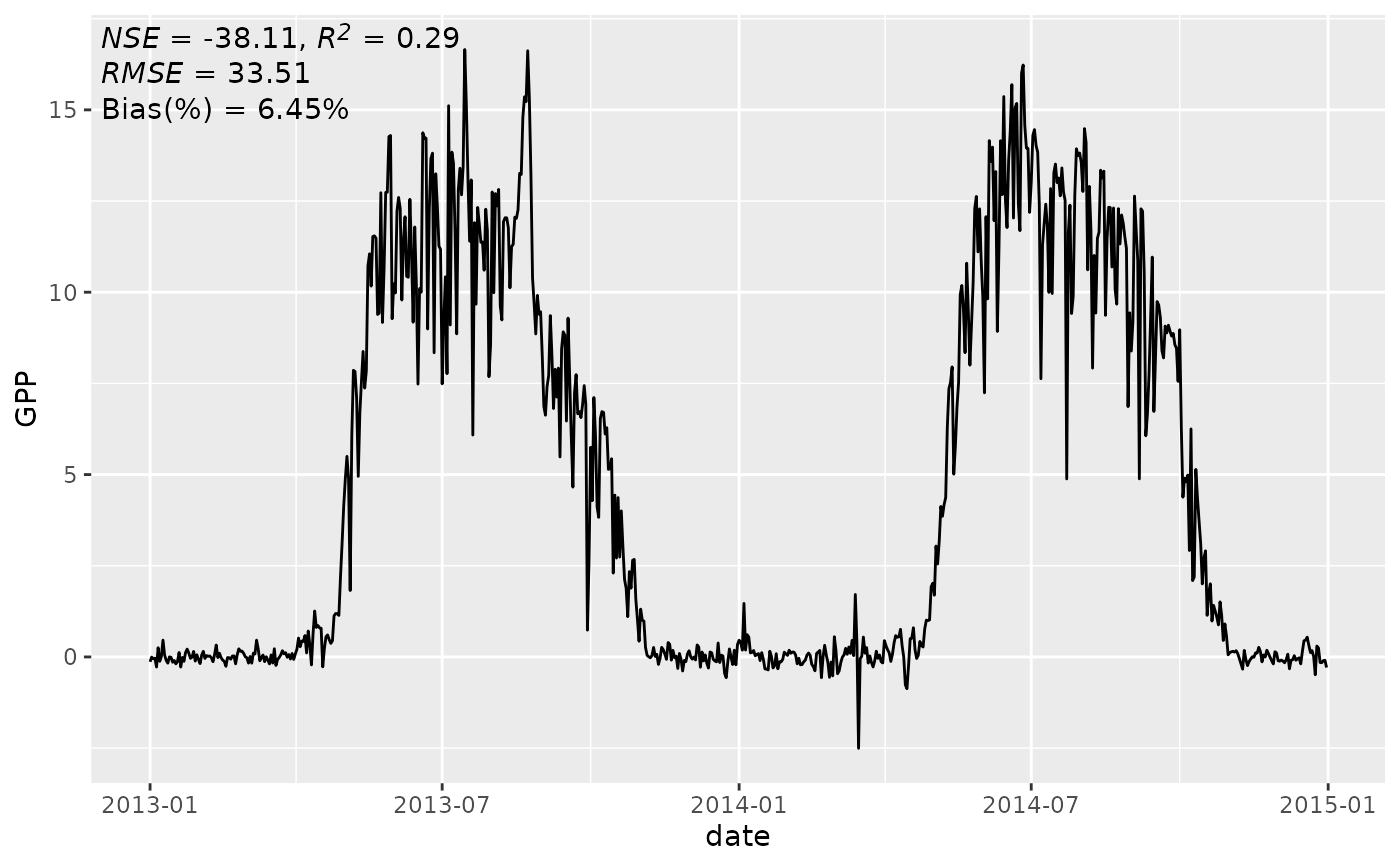 NSE = -38.11, R² = 0.29
RMSE = 33.51
Bias(%) = 6.45%
15
10
5
0
GPP
2013-01 2013-07 2014-01 2014-07 2015-01
date